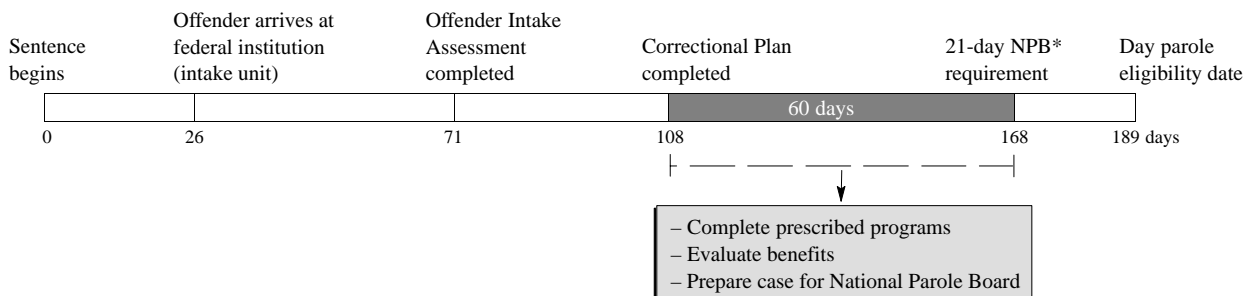 Sentence
begins
Offender arrives at
federal institution
(intake unit)
Offender Intake
Assessment
completed
Correctional Plan
completed
21-day NPB*
requirement
Day parole
eligibility date
60 days
0
26
71
108
168
189 days
– Complete prescribed programs
– Evaluate benefits
– Prepare case for National Parole Board